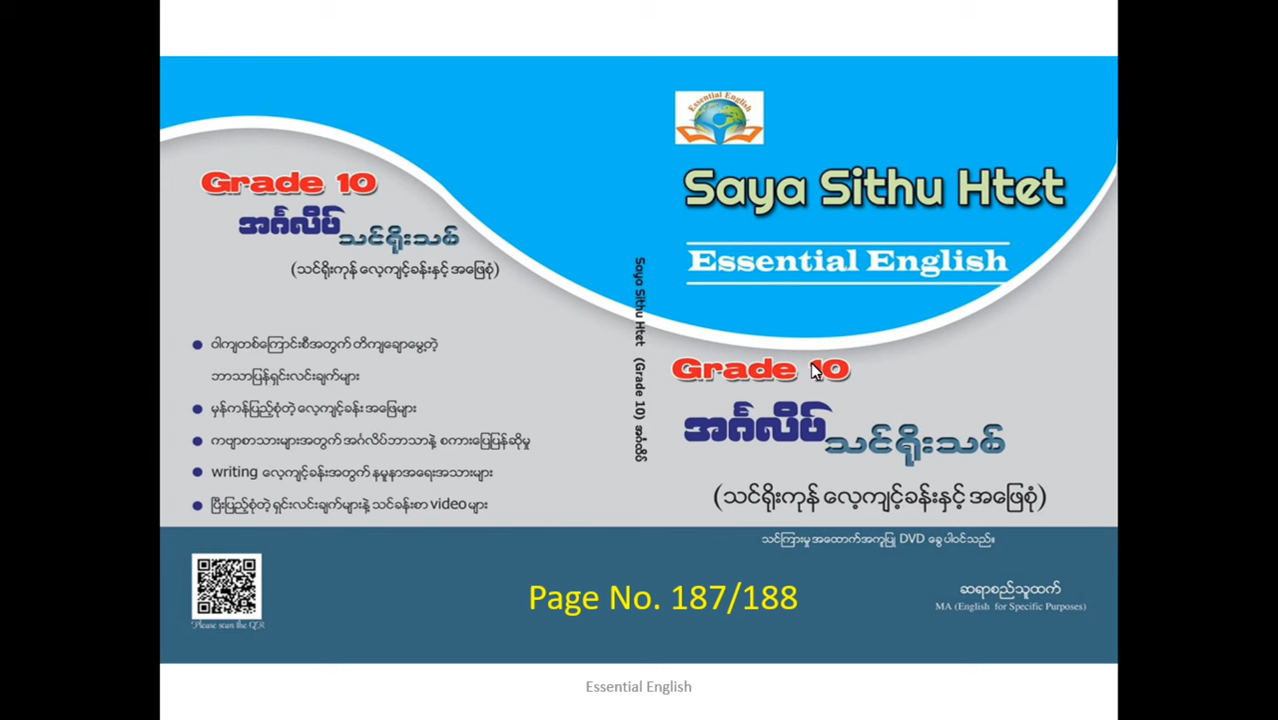 Grade 10
အင်္ဂလိပ်
သင်ရိုးသစ်
(သင်ရိုးကုန် လေ့ကျင့်ခန်းနှင့် အဖြေစုံ)
ဝါကျတစ်ကြောင်းစီအတွက် တိကျချောမွေ့တဲ့
ဘာသာပြန်ရှင်းလင်းချက်များ
မှန်ကန်ပြည့်စုံတဲ့ လေ့ကျင့်ခန်း အဖြေများ
ကဗျာစာသားများအတွက် အင်္ဂလိပ်ဘာသာနဲ့ စကားပြေပြန်ဆိုမှု
writing လေ့ကျင့်ခန်းအတွက် နမူနာအရေးအသားများ
ပြီးပြည့်စုံတဲ့ ရှင်းလင်းချက်များနဲ့ သင်ခန်းစာ video များ
Please scan the QR
Saya Sithu Htet (Grade 10) အင်္ဂလိပ်
Essential English
Saya Sithu Htet
Essential English
Grade 10
အင်္ဂလိပ်
သင်ရိုးသစ်
(သင်ရိုးကုန် လေ့ကျင့်ခန်းနှင့် အဖြေစုံ)
သင်ကြားမှု အထောက်အကူပြု DVD ခွေ ပါဝင်သည်။
Page No. 187/188
ဆရာစည်သူထက်
MA (English for Specific Purposes)
Essential English